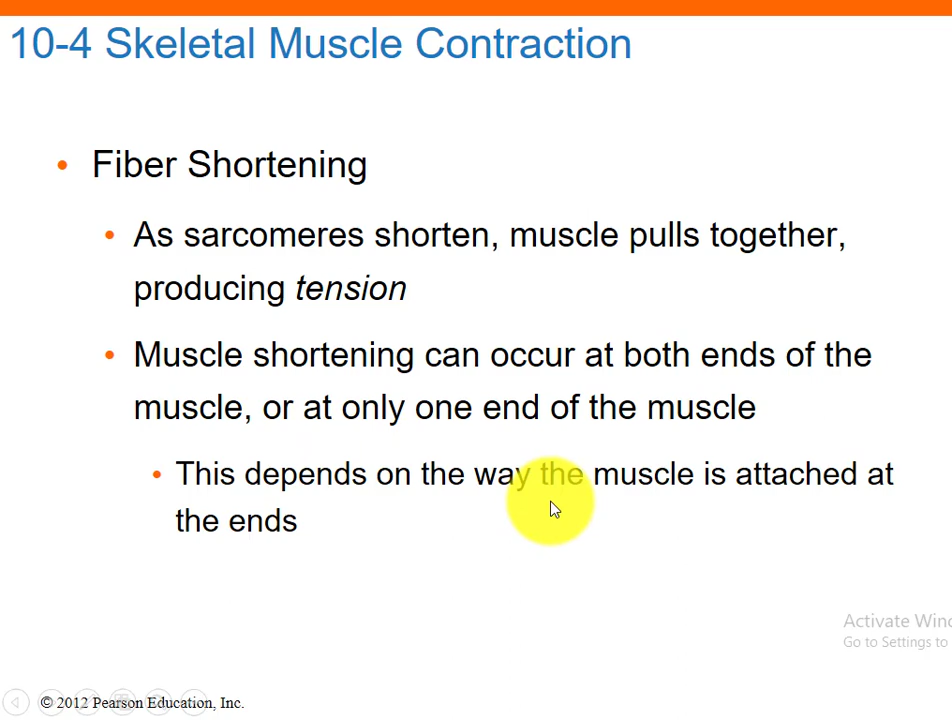 10-4 Skeletal Muscle Contraction
• Fiber Shortening
• As sarcomeres shorten, muscle pulls together,
producing tension
• Muscle shortening can occur at both ends of the
muscle, or at only one end of the muscle
• This depends on the way the muscle is attached at
the ends
Activate Wind
Go to Settings to
© 2012 Pearson Education, Inc.